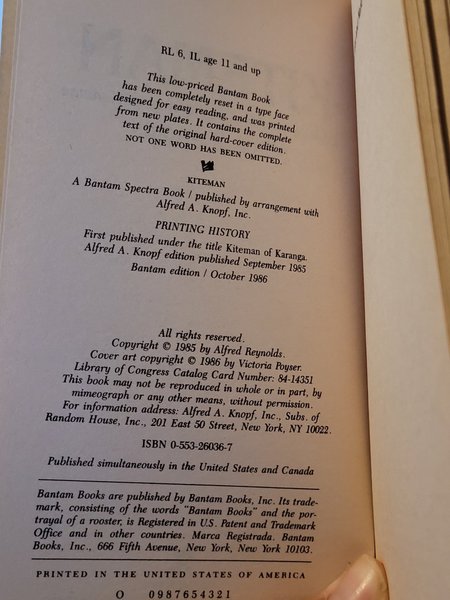 RL 6, IL age 11 and up
This low-priced Bantam Book
has been completely reset in a type face
designed for easy reading, and was printed
from new plates. It contains the complete
text of the original hard-cover edition.
NOT ONE WORD HAS BEEN OMITTED.
KITEMAN
A Bantam Spectra Book / published by arrangement with
Alfred A. Knopf, Inc.
PRINTING HISTORY
First published under the title Kiteman of Karanga.
Alfred A. Knopf edition published September 1985
Bantam edition / October 1986
All rights reserved.
Copyright © 1985 by Alfred Reynolds.
Cover art copyright © 1986 by Victoria Poyser.
Library of Congress Catalog Card Number: 84-14351
This book may not be reproduced in whole or in part, by
mimeograph or any other means, without permission.
For information address: Alfred A. Knopf, Inc., Subs. of
Random House, Inc., 201 East 50 Street, New York, NY 10022.
ISBN 0-553-26036-7
Published simultaneously in the United States and Canada
Bantam Books are published by Bantam Books, Inc. Its trade-
mark, consisting of the words "Bantam Books" and the por-
trayal of a rooster, is Registered in U.S. Patent and Trademark
Office and in other countries. Marca Registrada. Bantam
Books, Inc., 666 Fifth Avenue, New York, New York 10103.
PRINTED IN THE UNITED STATES OF AMERICA
O 0987654321